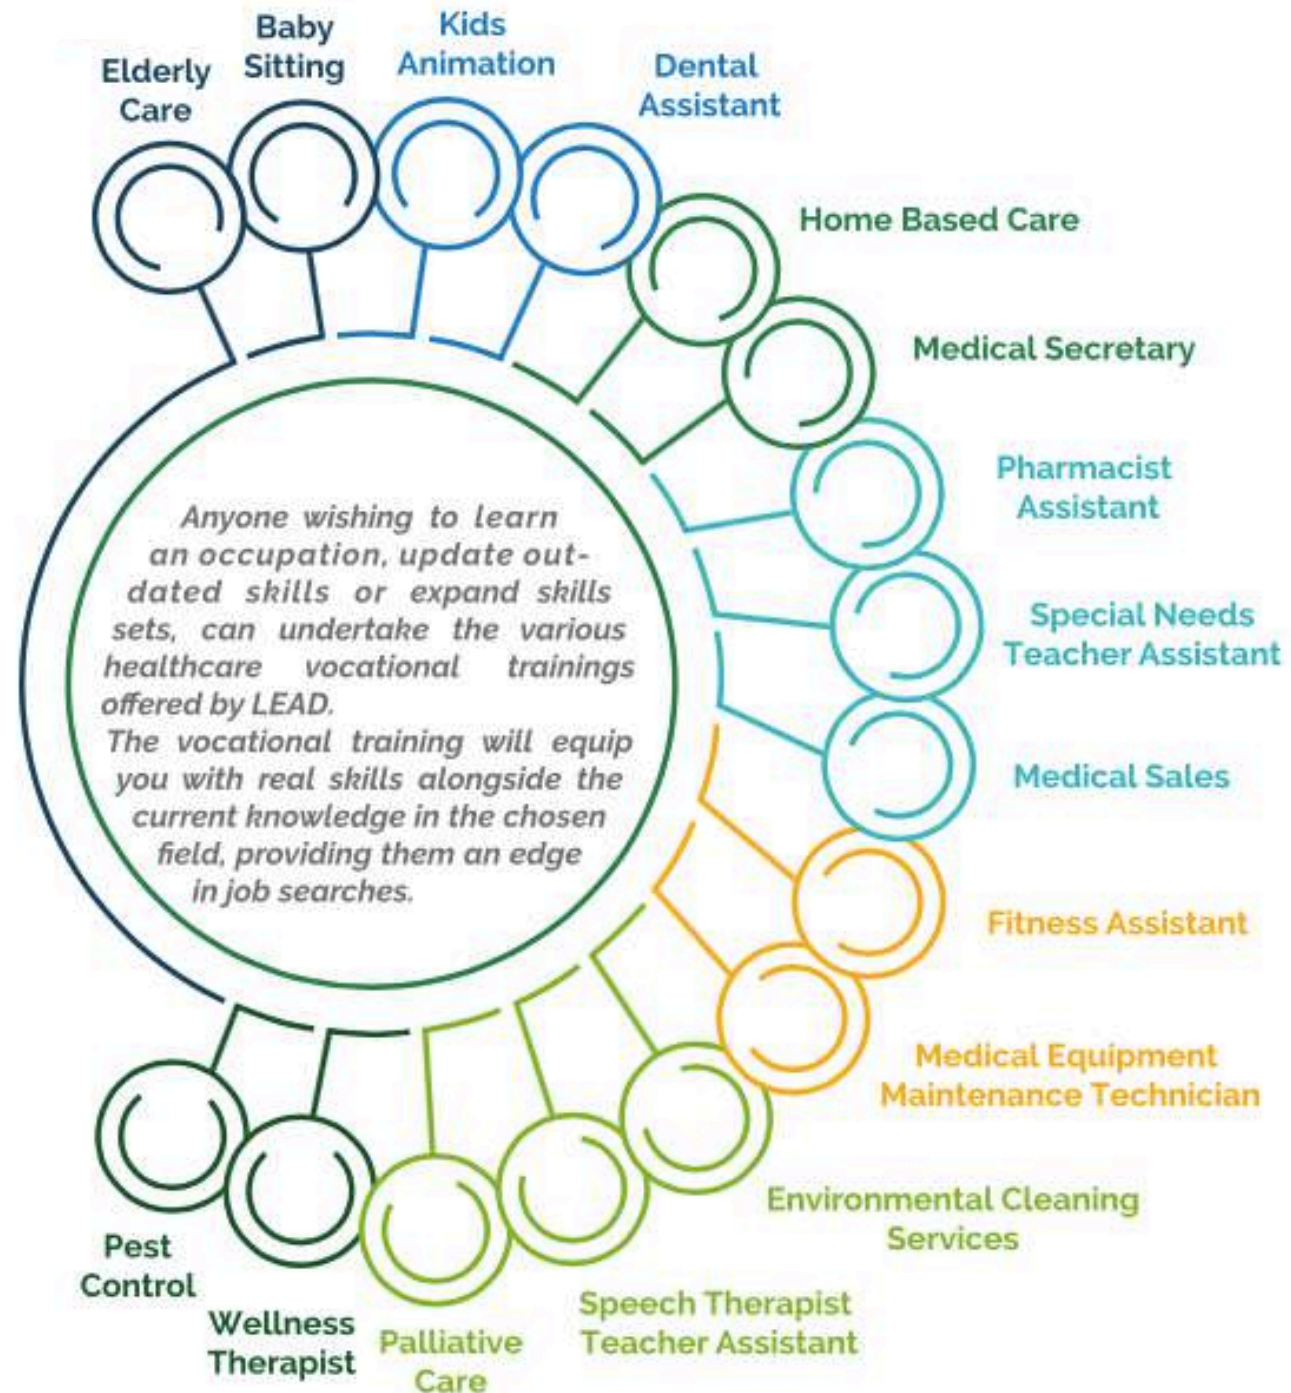 Baby
Sitting
Kids
Animation
Elderly
Care
Dental
Assistant
Home Based Care
Medical Secretary
Pharmacist
Assistant
Special Needs
Teacher Assistant
Medical Sales
Fitness Assistant
Medical Equipment
Maintenance Technician
Environmental Cleaning
Services
Speech Therapist
Teacher Assistant
Palliative
Care
Wellness
Therapist
Pest
Control
Anyone wishing to learn
an occupation, update out-
dated skills or expand skills
sets, can undertake the various
healthcare vocational trainings
offered by LEAD.
The vocational training will equip
you with real skills alongside the
current knowledge in the chosen
field, providing them an edge
in job searches.